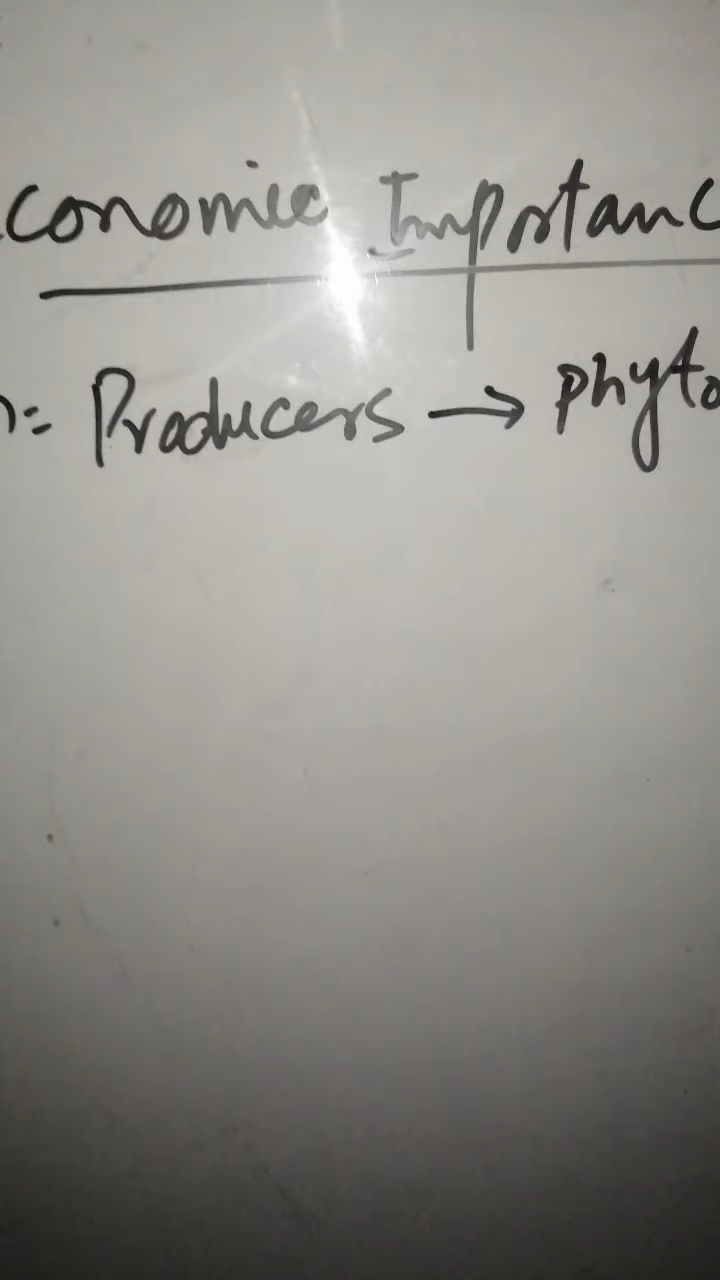 conomic Importanc
= Producers → phyto